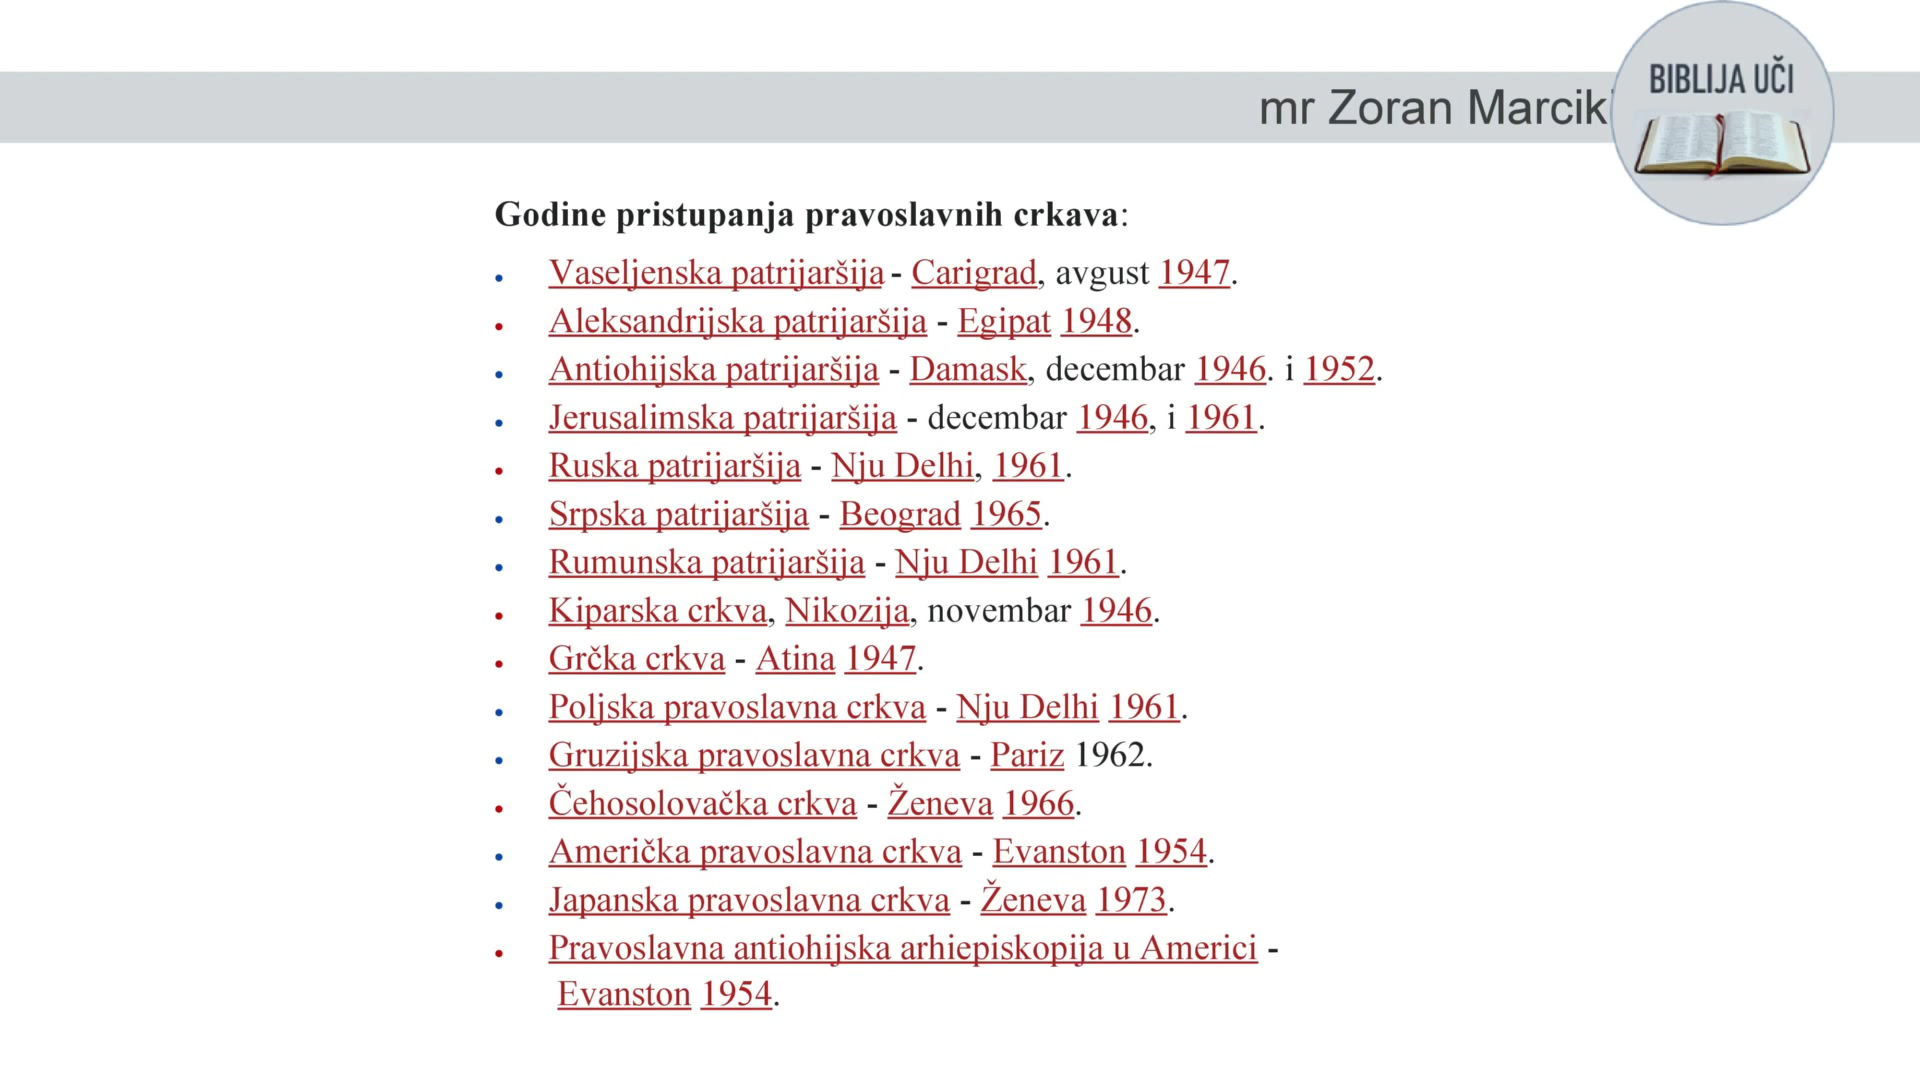 BIBLIJA UČI
mr Zoran Marcik
Godine pristupanja pravoslavnih crkava:
• Vaseljenska patrijaršija - Carigrad, avgust 1947.
• Aleksandrijska patrijaršija - Egipat 1948.
• Antiohijska patrijaršija - Damask, decembar 1946. i 1952.
• Jerusalimska patrijaršija - decembar 1946, i 1961.
• Ruska patrijaršija - Nju Delhi, 1961.
• Srpska patrijaršija - Beograd 1965.
• Rumunska patrijaršija - Nju Delhi 1961.
• Kiparska crkva, Nikozija, novembar 1946.
• Grčka crkva - Atina 1947.
• Poljska pravoslavna crkva - Nju Delhi 1961.
• Gruzijska pravoslavna crkva - Pariz 1962.
• Čehosolovačka crkva - Ženeva 1966.
• Američka pravoslavna crkva - Evanston 1954.
• Japanska pravoslavna crkva - Ženeva 1973.
• Pravoslavna antiohijska arhiepiskopija u Americi -
Evanston 1954.